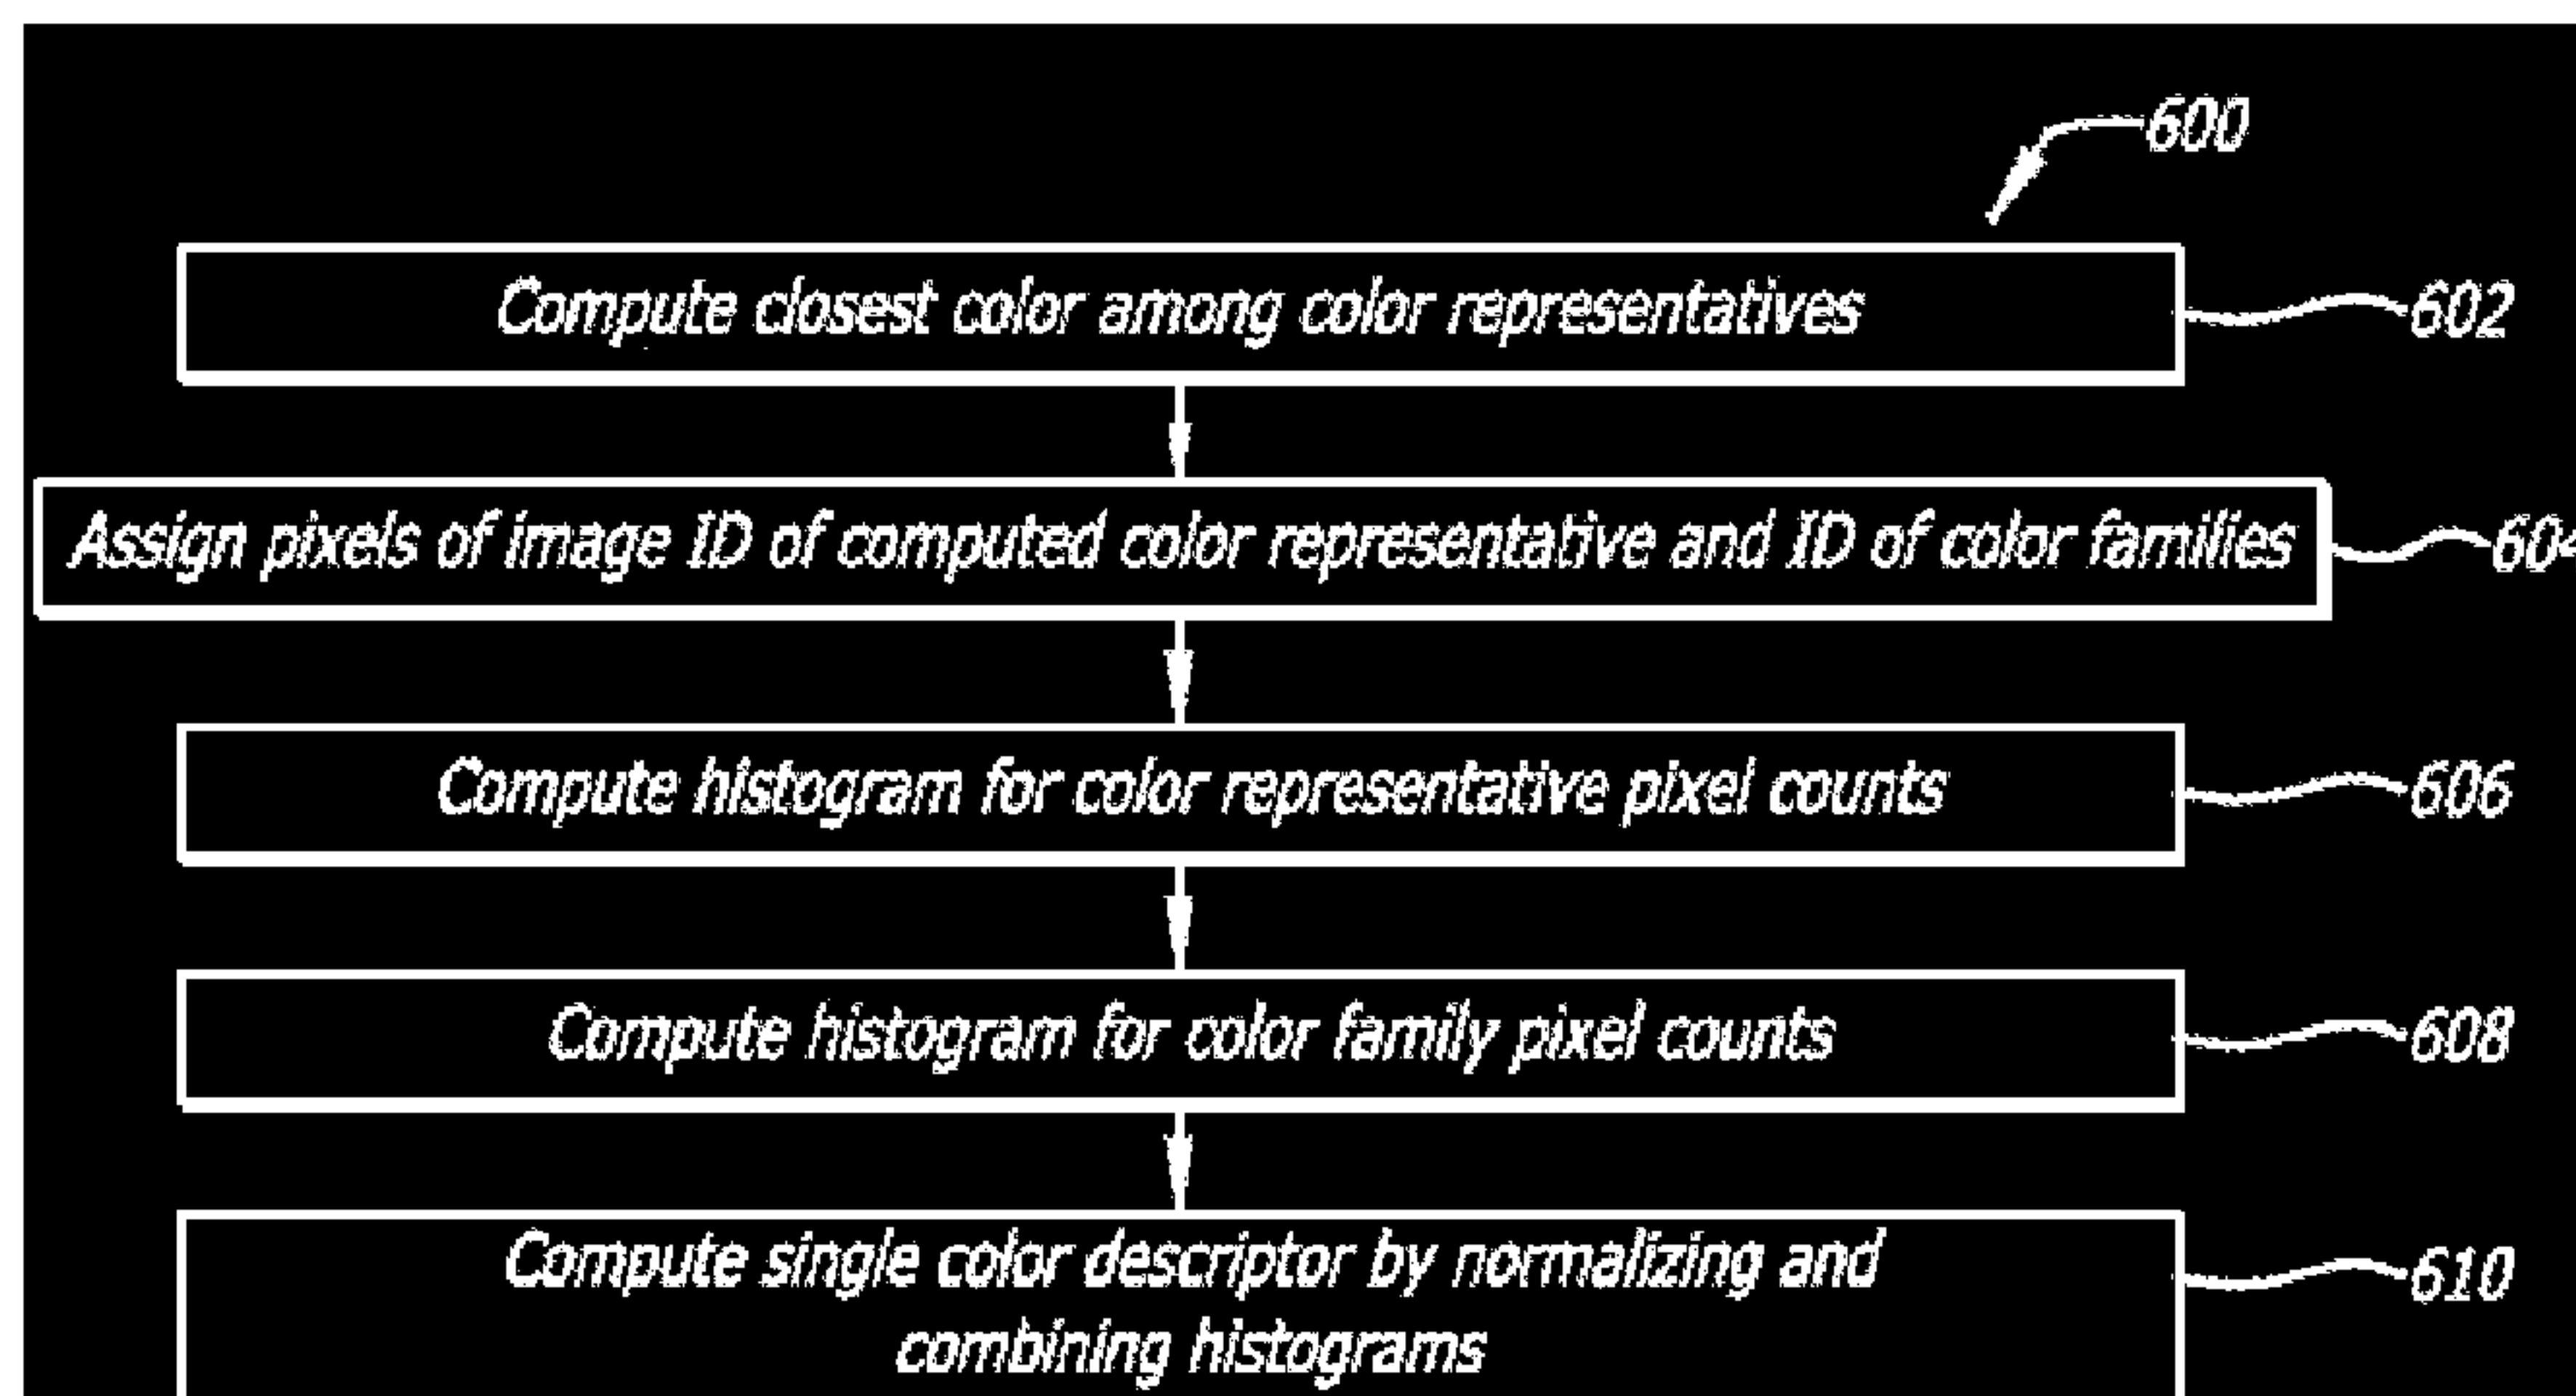 600
Compute closest color among color representatives
602
Assign pixels of image ID of computed color representative and ID of color families
604
Compute histogram for color representative pixel counts
606
Compute histogram for color family pixel counts
608
Compute single color descriptor by normalizing and
610
combining histograms